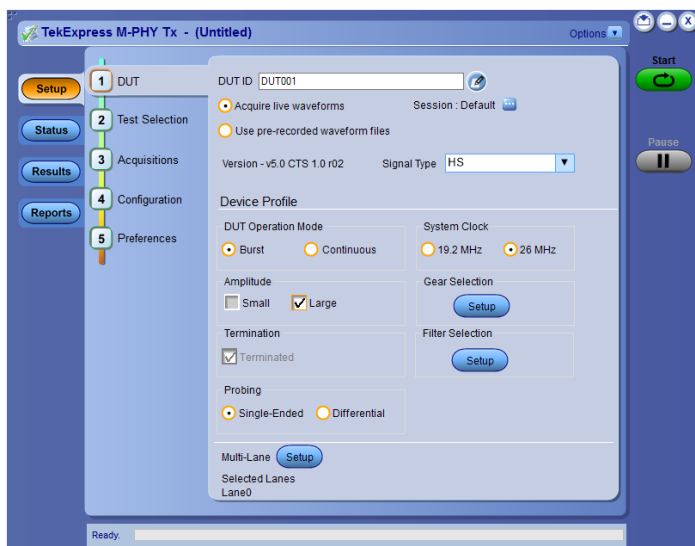 TekExpress M-PHY Tx - (Untitled)
Options
Start
Pause
Setup
Status
Results
Reports
1 DUT
2 Test Selection
3 Acquisitions
4 Configuration
5 Preferences
DUT ID DUT001
Acquire live waveforms
Session : Default
Use pre-recorded waveform files
Version - v5.0 CTS 1.0 r02
Signal Type HS
Device Profile
DUT Operation Mode
Burst Continuous
System Clock
19.2 MHz 26 MHz
Amplitude
Small Large
Gear Selection
Setup
Termination
Terminated
Filter Selection
Setup
Probing
Single-Ended Differential
Multi-Lane Setup
Selected Lanes
Lane0
Ready.